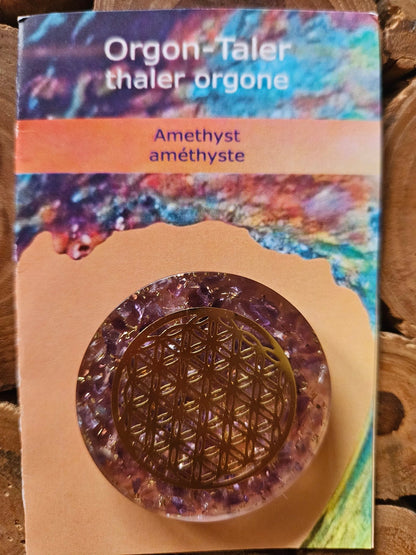 Orgon-Taler
thaler orgone
Amethyst
améthyste